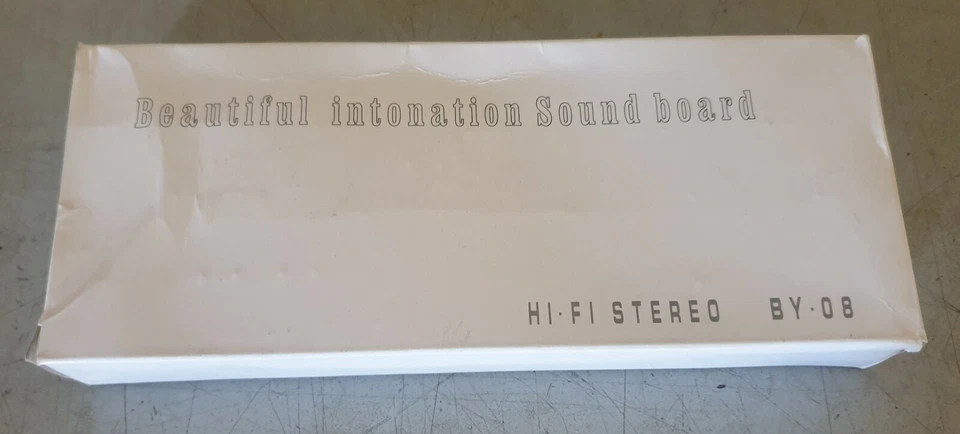 Beautiful intonation Sound board
HI-FI STEREO BY-08